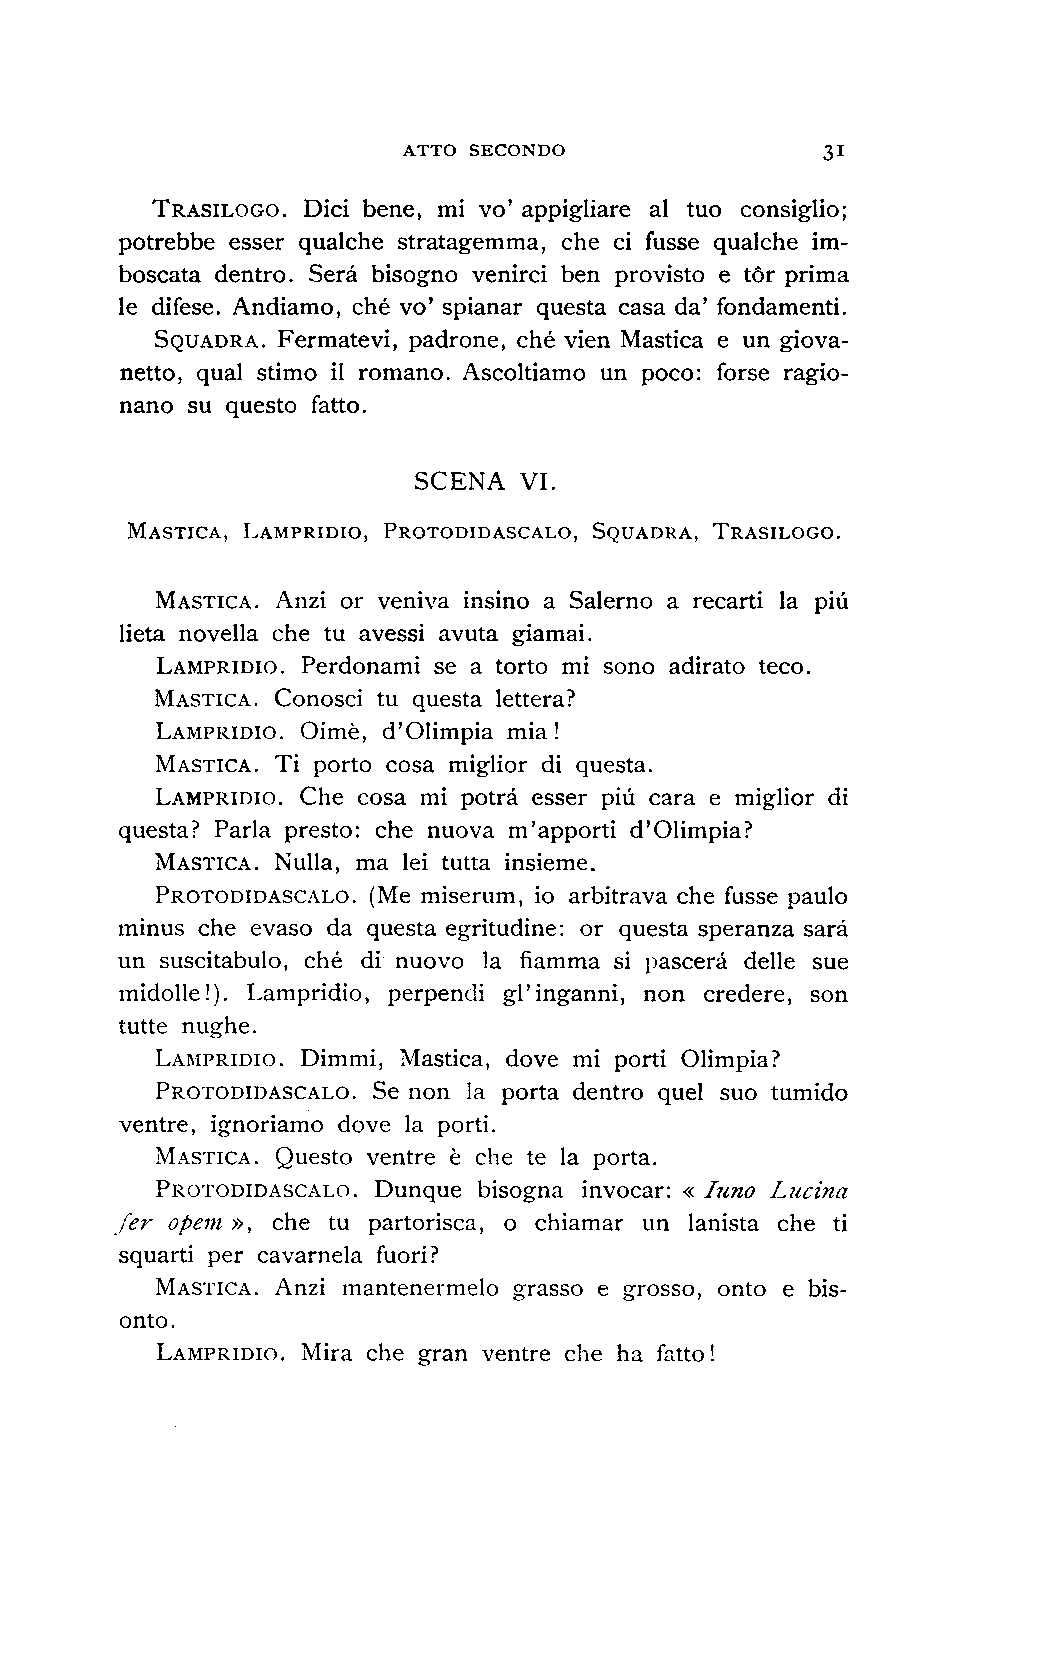 ATTO SECONDO 31
TRASILOGO. Dici bene, mi vo' appigliare al tuo consiglio;
potrebbe esser qualche stratagemma, che ci fusse qualche im-
boscata dentro. Será bisogno venirci ben provisto e tôr prima
le difese. Andiamo, ché vo' spianar questa casa da' fondamenti.
SQUADRA. Fermatevi, padrone, ché vien Mastica e un giova-
netto, qual stimo il romano. Ascoltiamo un poco: forse ragio-
nano su questo fatto.
SCENA VI.
MASTICA, LAMPRIDIO, PROTODIDASCALO, SQUADRA, TRASILOGO.
MASTICA. Anzi or veniva insino a Salerno a recarti la piú
lieta novella che tu avessi avuta giamai.
LAMPRIDIO. Perdonami se a torto mi sono adirato teco.
MASTICA. Conosci tu questa lettera?
LAMPRIDIO. Oimè, d'Olimpia mia!
MASTICA. Ti porto cosa miglior di questa.
LAMPRIDIO. Che cosa mi potrá esser piú cara e miglior di
questa? Parla presto: che nuova m'apporti d'Olimpia?
MASTICA. Nulla, ma lei tutta insieme.
PROTODIDASCALO. (Me miserum, io arbitrava che fusse paulo
minus che evaso da questa egritudine: or questa speranza sará
un suscitabulo, ché di nuovo la fiamma si pascerá delle sue
midolle!). Lampridio, perpendi gl'inganni, non credere, son
tutte nughe.
LAMPRIDIO. Dimmi, Mastica, dove mi porti Olimpia?
PROTODIDASCALO. Se non la porta dentro quel suo tumido
ventre, ignoriamo dove la porti.
MASTICA. Questo ventre è che te la porta.
PROTODIDASCALO. Dunque bisogna invocar: « Iuno Lucina
fer opem », che tu partorisca, o chiamar un lanista che ti
squarti per cavarnela fuori?
MASTICA. Anzi mantenermelo grasso e grosso, onto e bis-
onto.
LAMPRIDIO. Mira che gran ventre che ha fatto!